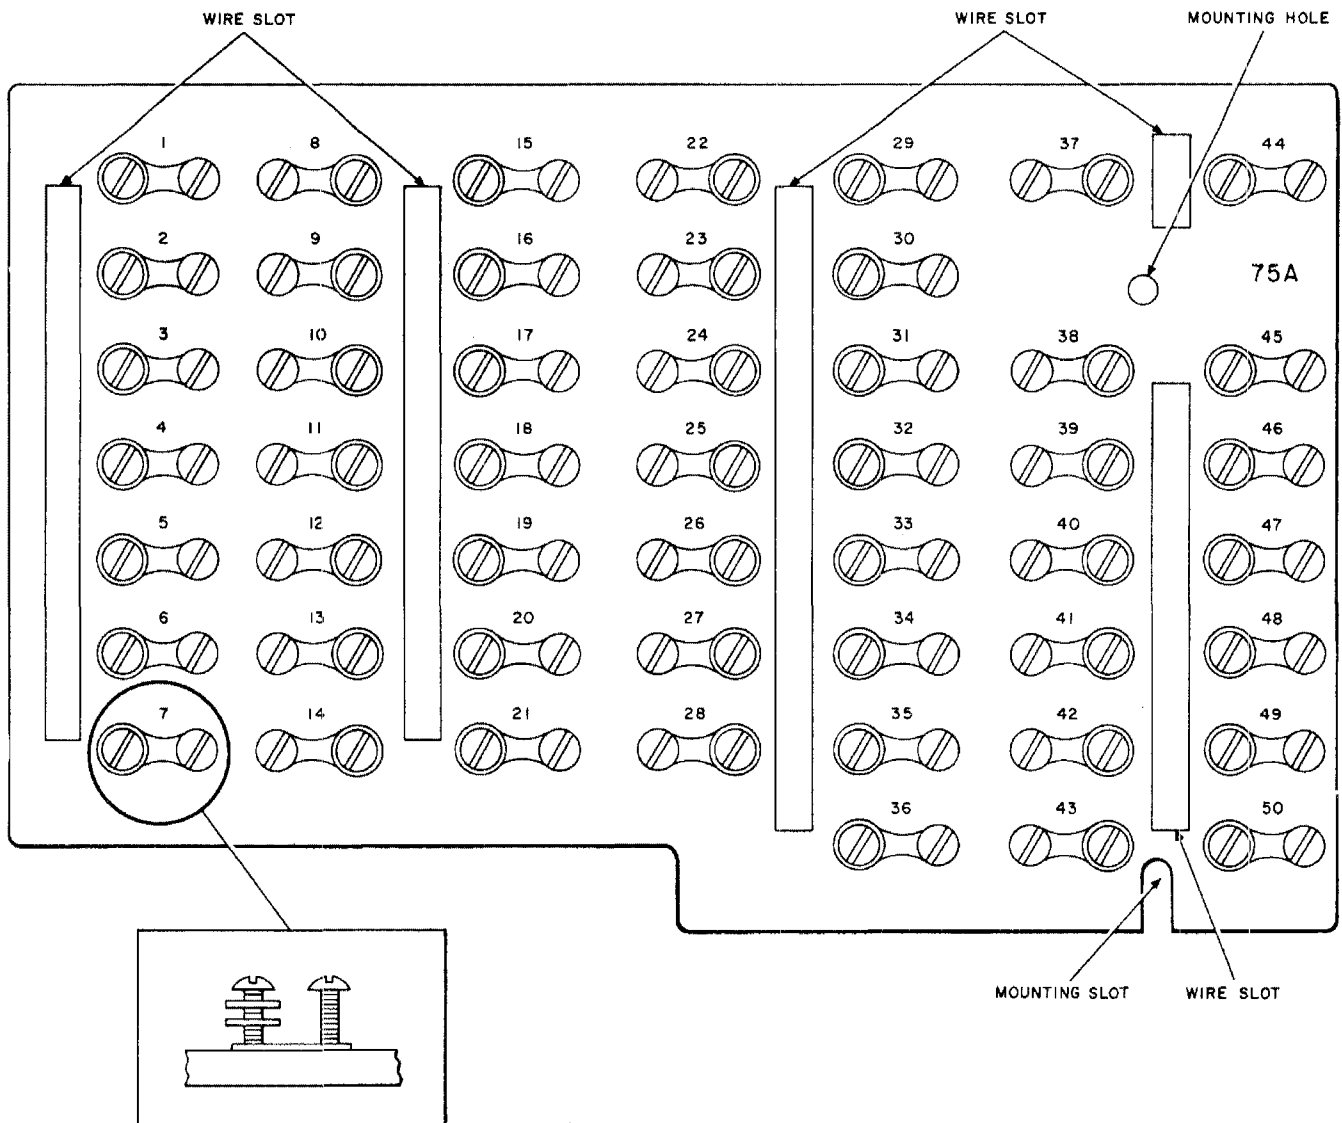 WIRE SLOT WIRE SLOT MOUNTING HOLE
1 8 15 22 29 37 44
2 9 16 23 30
75A
3 10 17 24 31 38 45
4 11 18 25 32 39 46
5 12 19 26 33 40 47
6 13 20 27 34 41 48
7 14 21 28 35 42 49
36 43 50
MOUNTING SLOT WIRE SLOT